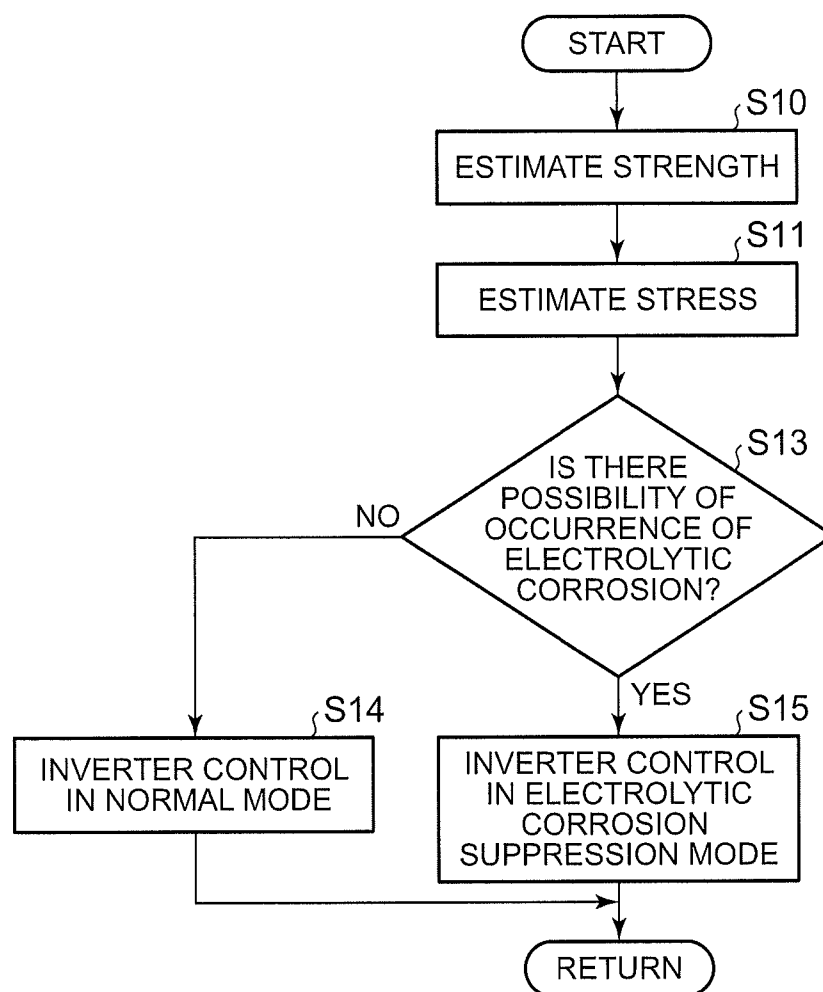 START
S10
ESTIMATE STRENGTH
S11
ESTIMATE STRESS
S13
IS THERE
POSSIBILITY OF
OCCURRENCE OF
ELECTROLYTIC
CORROSION?
NO
YES
S14
INVERTER CONTROL
IN NORMAL MODE
S15
INVERTER CONTROL
IN ELECTROLYTIC
CORROSION
SUPPRESSION MODE
RETURN